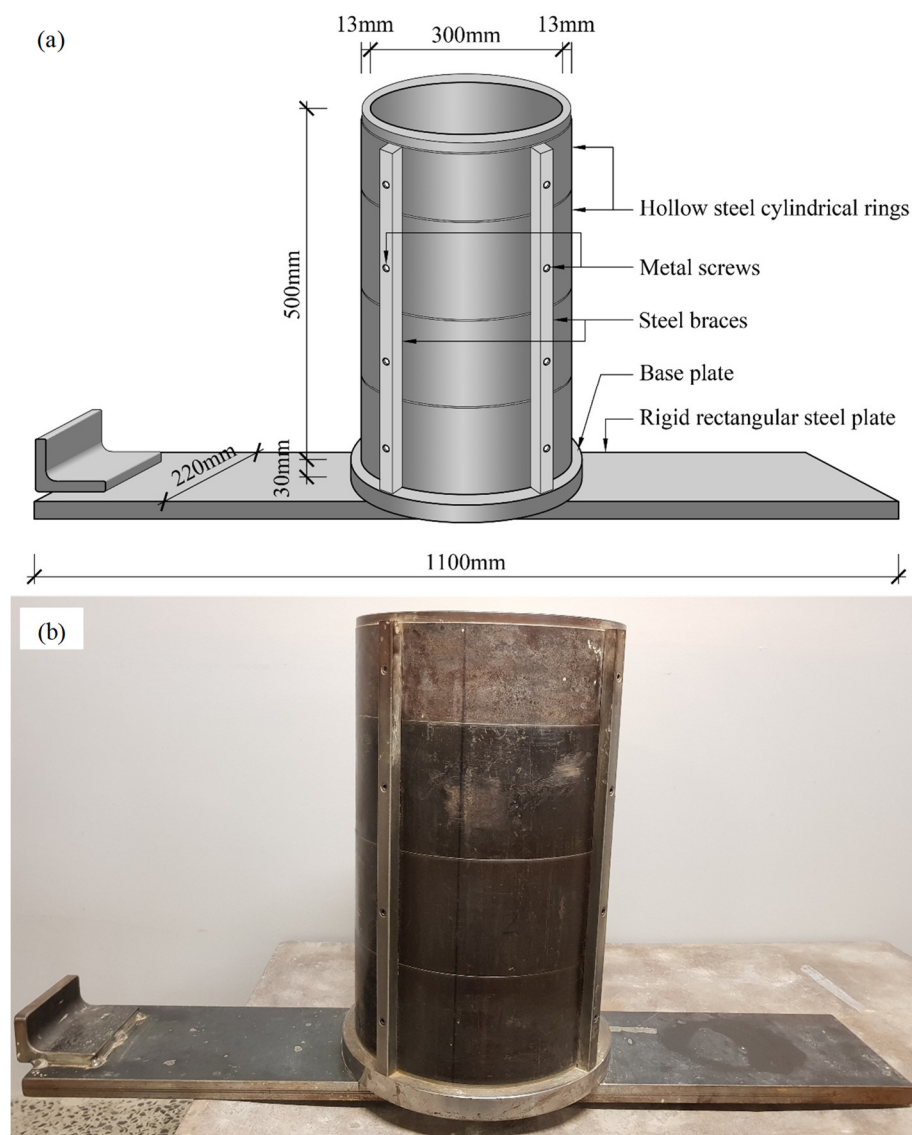 (a)
13mm
300mm
13mm
500mm
Hollow steel cylindrical rings
Metal screws
Steel braces
Base plate
Rigid rectangular steel plate
220mm
30mm
1100mm
(b)